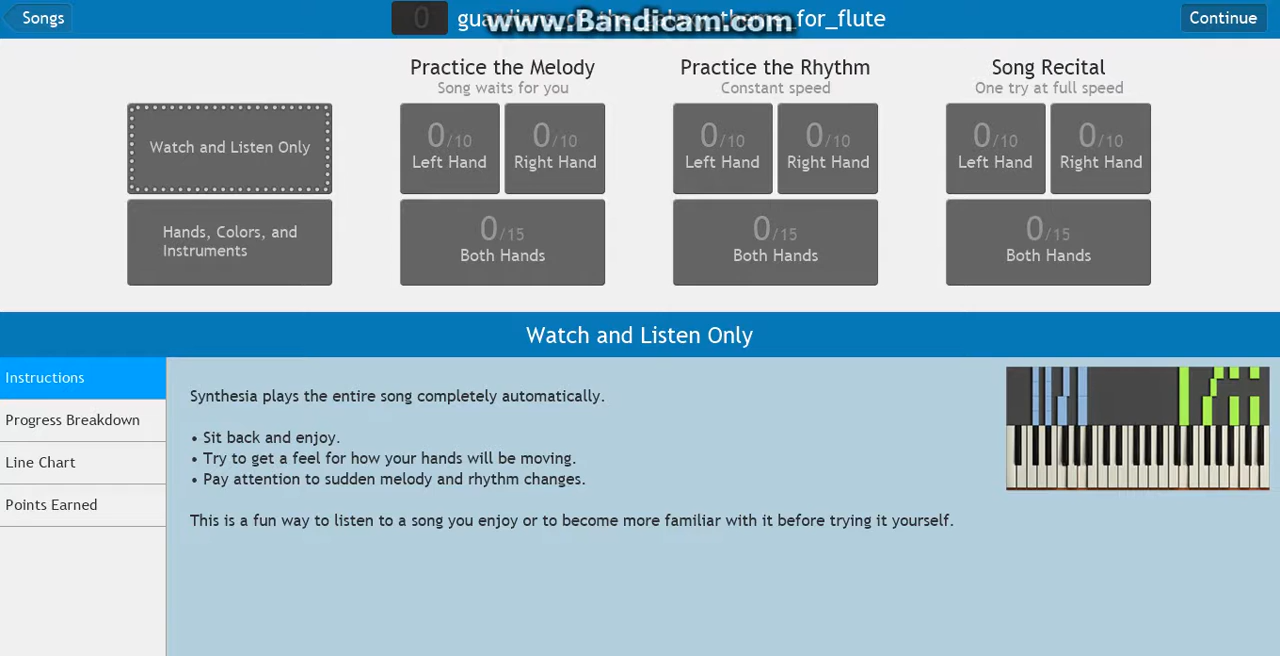 Songs
0
www.Bandicam.com
_for_flute
Continue
Practice the Melody
Song waits for you
Practice the Rhythm
Constant speed
Song Recital
One try at full speed
Watch and Listen Only
0/10
Left Hand
0/10
Right Hand
0/10
Left Hand
0/10
Right Hand
0/10
Left Hand
0/10
Right Hand
Hands, Colors, and
Instruments
0/15
Both Hands
0/15
Both Hands
0/15
Both Hands
Watch and Listen Only
Instructions
Progress Breakdown
Line Chart
Points Earned
Synthesia plays the entire song completely automatically.
• Sit back and enjoy.
• Try to get a feel for how your hands will be moving.
• Pay attention to sudden melody and rhythm changes.
This is a fun way to listen to a song you enjoy or to become more familiar with it before trying it yourself.